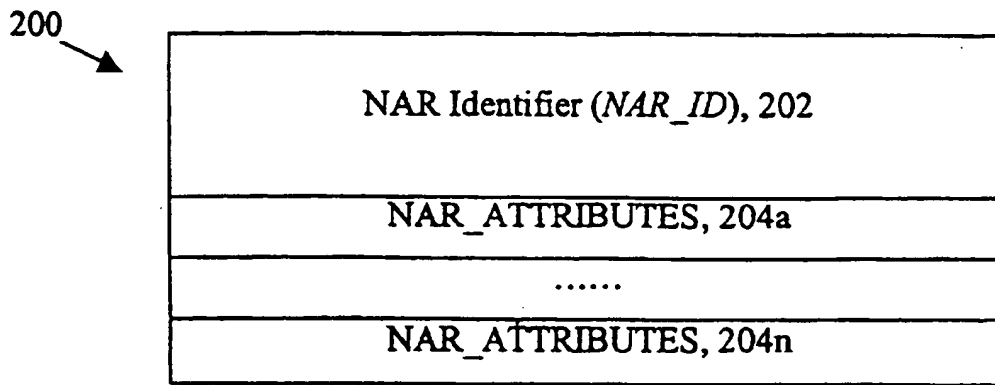 200
NAR Identifier (NAR_ID), 202
NAR_ATTRIBUTES, 204a
......
NAR_ATTRIBUTES, 204n